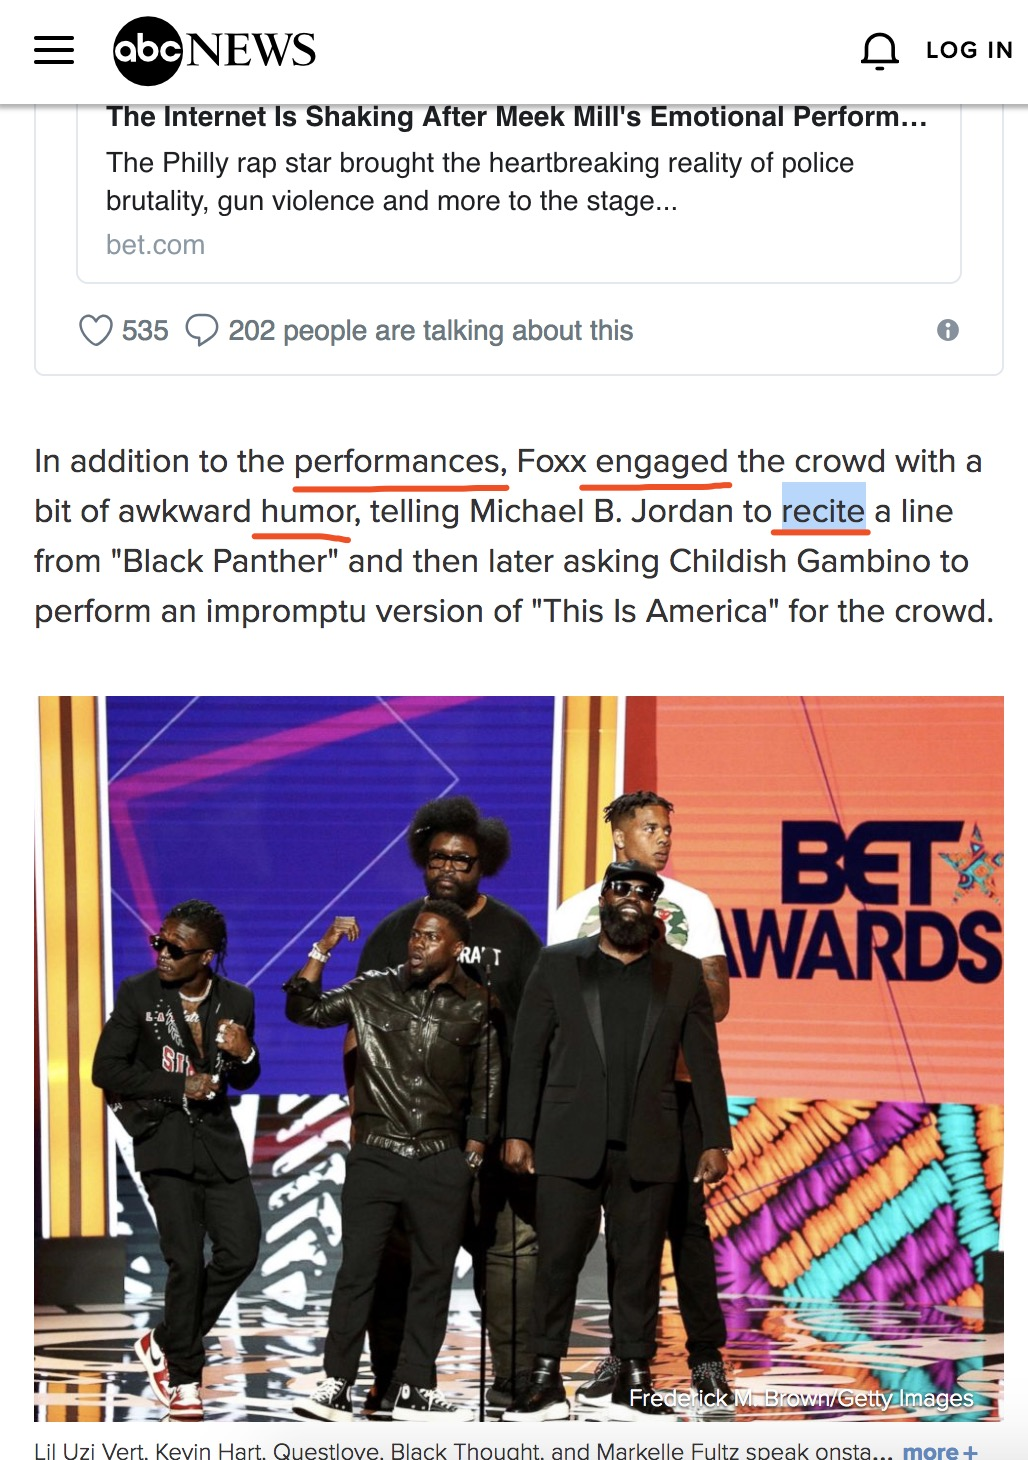 abc NEWS
LOG IN
The Internet Is Shaking After Meek Mill's Emotional Perform...
The Philly rap star brought the heartbreaking reality of police
brutality, gun violence and more to the stage...
bet.com
535 202 people are talking about this
In addition to the performances, Foxx engaged the crowd with a
bit of awkward humor, telling Michael B. Jordan to recite a line
from "Black Panther" and then later asking Childish Gambino to
perform an impromptu version of "This Is America" for the crowd.
BET
AWARDS
Frederick M. Brown/Getty Images
Lil Uzi Vert, Kevin Hart, Questlove, Black Thought, and Markelle Fultz speak onsta... more+